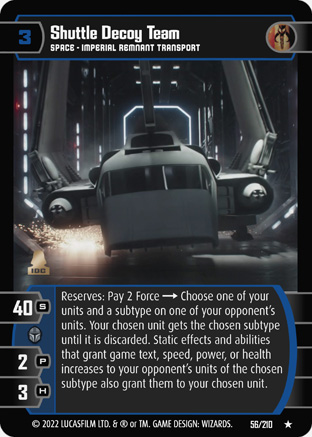 3
Shuttle Decoy Team
SPACE - IMPERIAL REMNANT TRANSPORT
IDC
40 S
2 P
3 H
Reserves: Pay 2 Force → Choose one of your
units and a subtype on one of your opponent's
units. Your chosen unit gets the chosen subtype
until it is discarded. Static effects and abilities
that grant game text, speed, power, or health
increases to your opponent's units of the chosen
subtype also grant them to your chosen unit.
© 2022 LUCASFILM LTD. & ® or TM. GAME DESIGN: WIZARDS. 56/210 ★